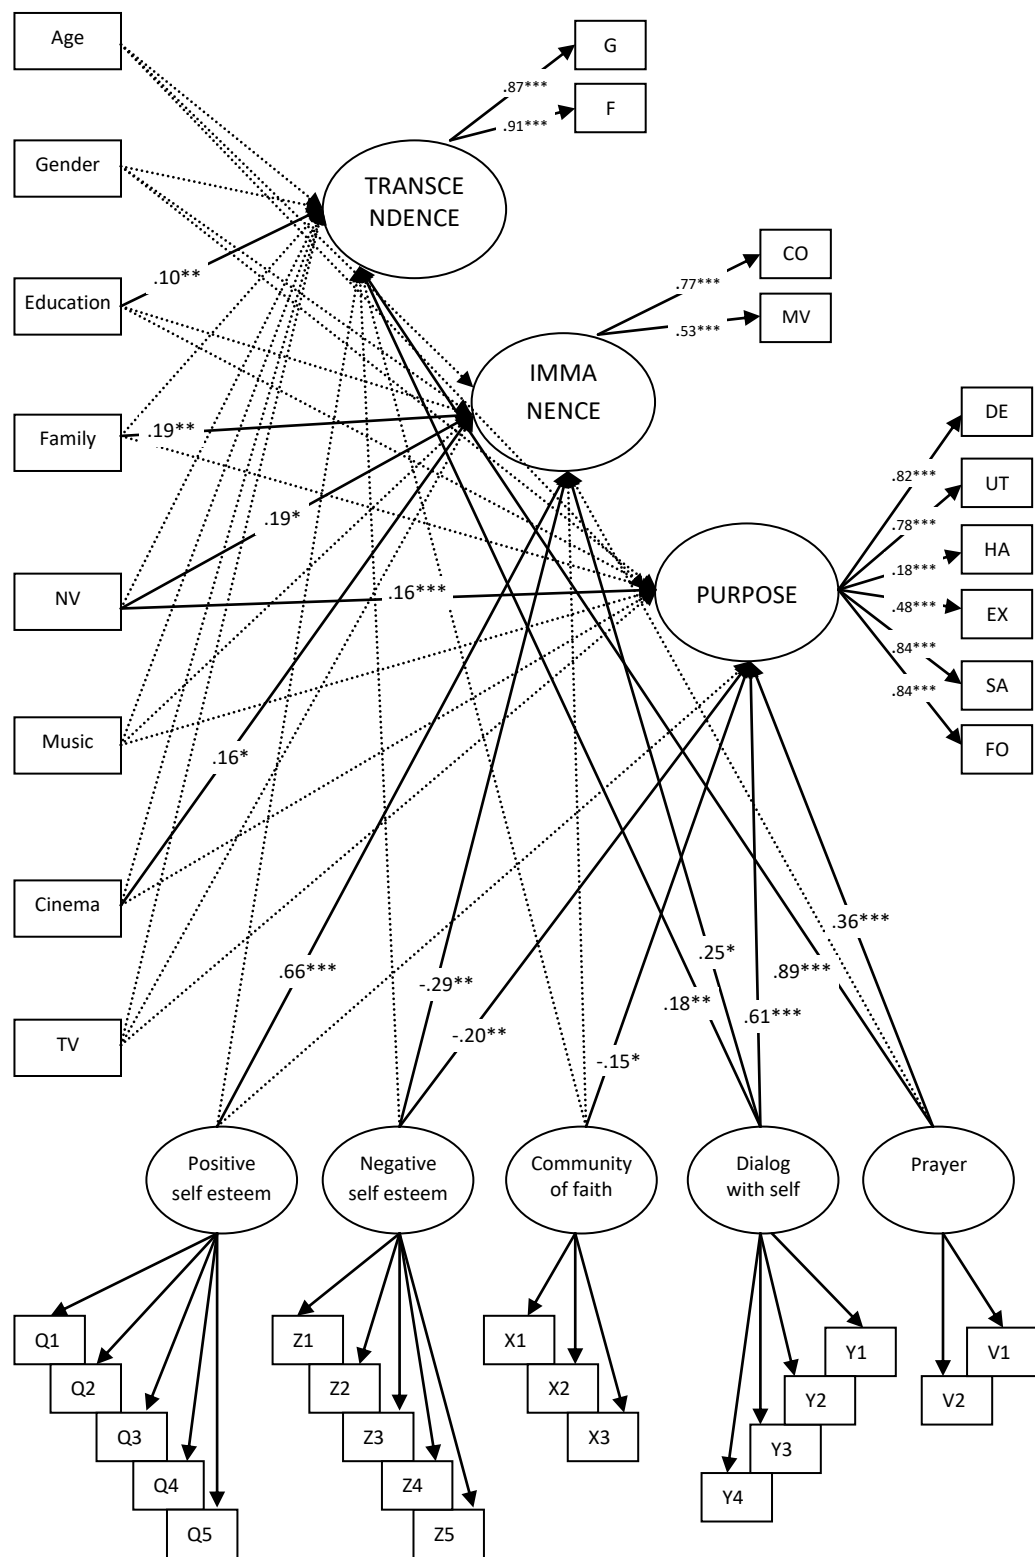 Age
G
.87***
F
.91***
Gender
TRANSCE
NDENCE
CO
.77***
MV
.53***
Education
.10**
IMMA
NENCE
DE
.82***
Family
.19**
UT
.78***
.19*
HA
.18***
NV
.16***
PURPOSE
EX
.48***
.84***
SA
.84***
FO
Music
.16*
Cinema
.36***
.66***
-.29**
.25*
.89***
.18**
.61***
-.20**
-.15*
TV
Positive
self esteem
Negative
self esteem
Community
of faith
Dialog
with self
Prayer
Q1
Z1
X1
Y1
V1
Q2
Z2
X2
Y2
V2
Q3
Z3
X3
Y3
Q4
Z4
Y4
Q5
Z5